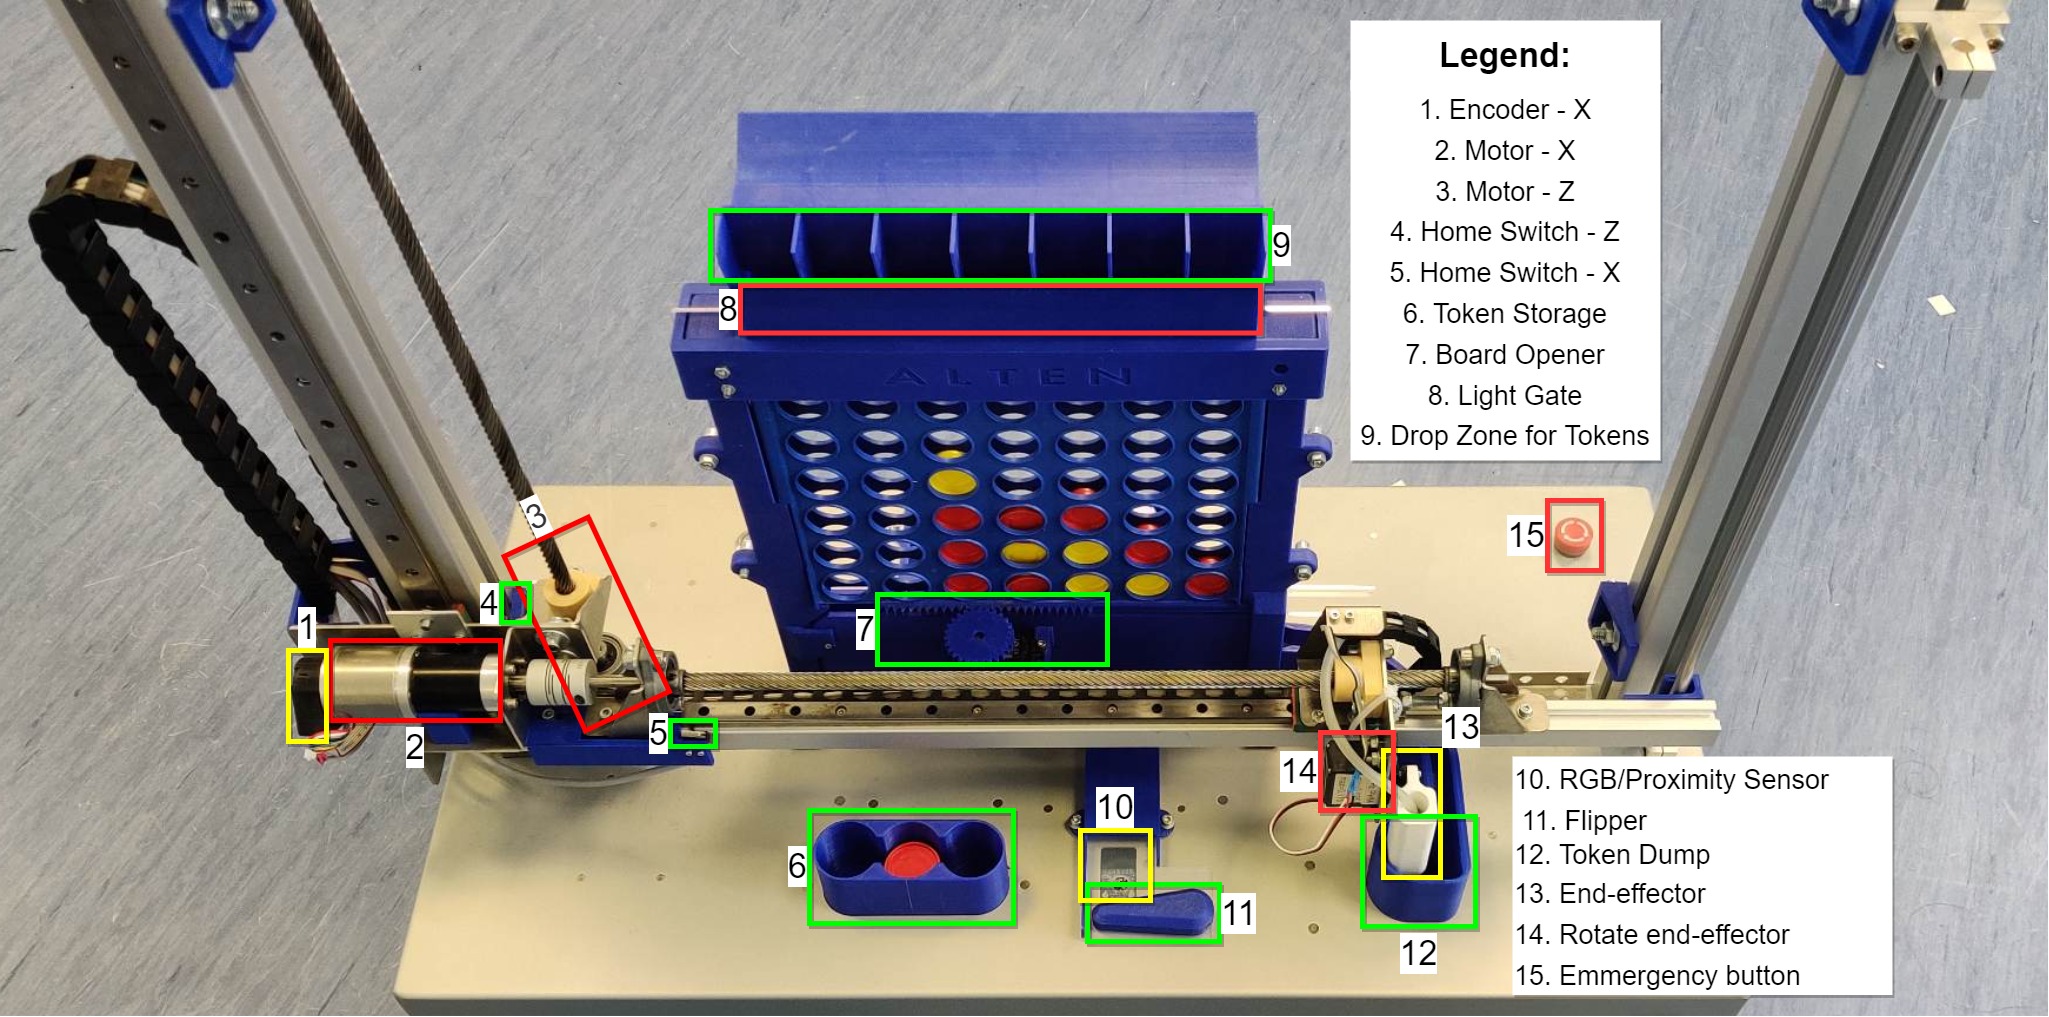 Legend:
1. Encoder - X
2. Motor - X
3. Motor - Z
4. Home Switch - Z
5. Home Switch - X
6. Token Storage
7. Board Opener
8. Light Gate
9. Drop Zone for Tokens
9
8
ALTEN
3
15
4
1
7
5
2
13
14
10
6
11
12
10. RGB/Proximity Sensor
11. Flipper
12. Token Dump
13. End-effector
14. Rotate end-effector
15. Emmergency button